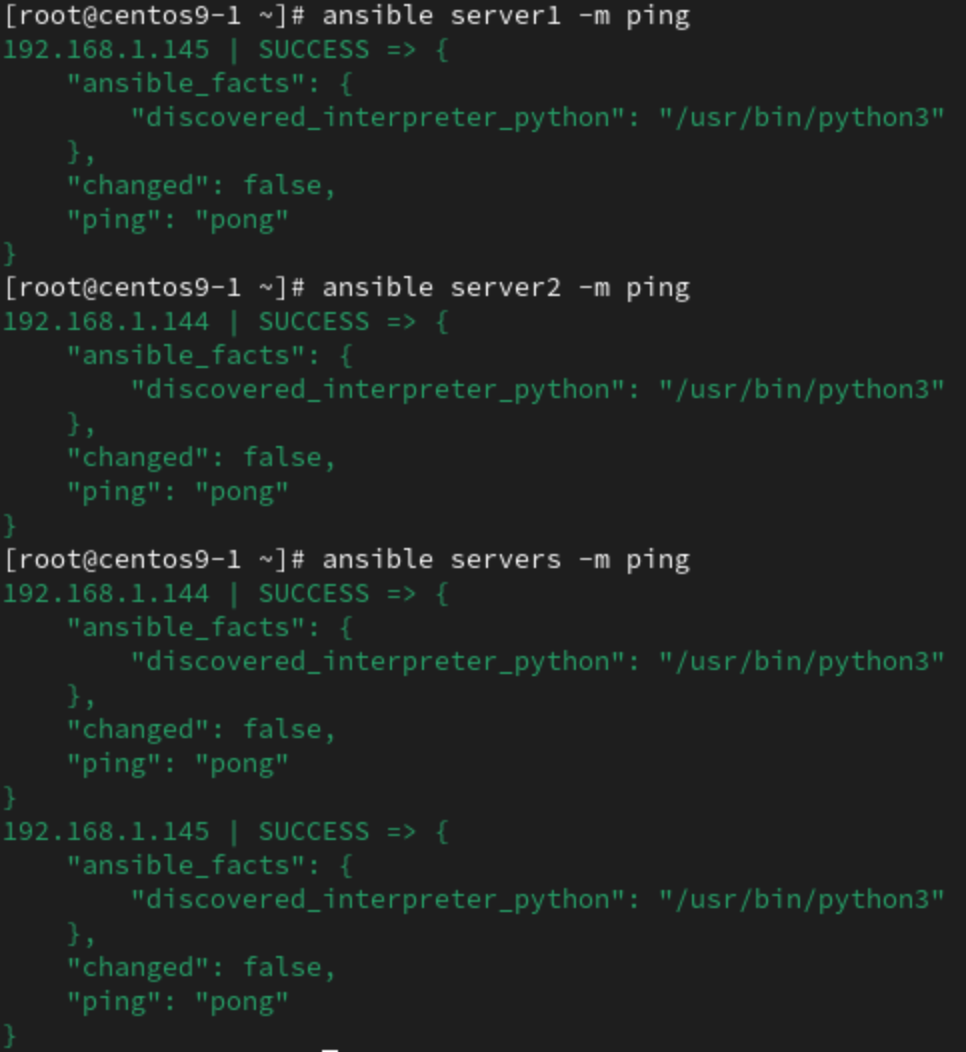 [root@centos9-1 ~]# ansible server1 -m ping
192.168.1.145 | SUCCESS => {
    "ansible_facts": {
        "discovered_interpreter_python": "/usr/bin/python3"
    },
    "changed": false,
    "ping": "pong"
}
[root@centos9-1 ~]# ansible server2 -m ping
192.168.1.144 | SUCCESS => {
    "ansible_facts": {
        "discovered_interpreter_python": "/usr/bin/python3"
    },
    "changed": false,
    "ping": "pong"
}
[root@centos9-1 ~]# ansible servers -m ping
192.168.1.144 | SUCCESS => {
    "ansible_facts": {
        "discovered_interpreter_python": "/usr/bin/python3"
    },
    "changed": false,
    "ping": "pong"
}
192.168.1.145 | SUCCESS => {
    "ansible_facts": {
        "discovered_interpreter_python": "/usr/bin/python3"
    },
    "changed": false,
    "ping": "pong"
}